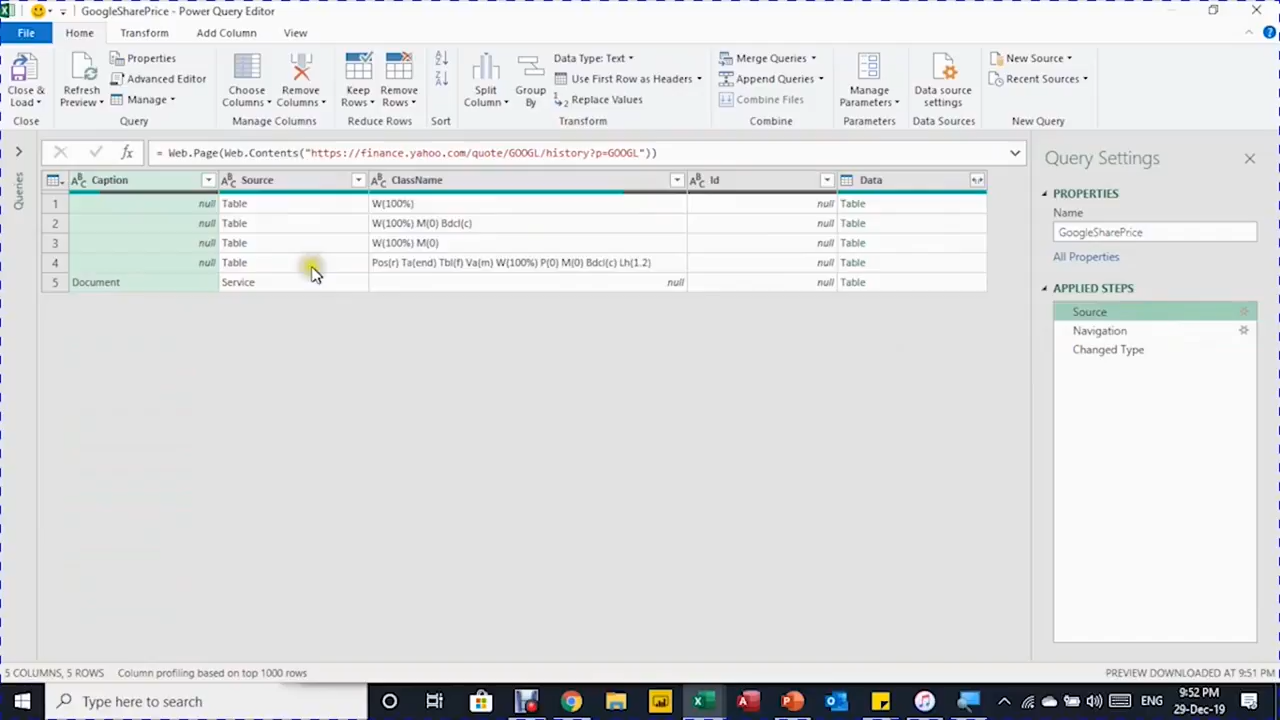 GoogleSharePrice - Power Query Editor
File Home Transform Add Column View
Close & Load
Refresh Preview
Properties
Advanced Editor
Manage
Choose Columns
Remove Columns
Keep Rows
Remove Rows
Split Column
Group By
Data Type: Text
Use First Row as Headers
Replace Values
Merge Queries
Append Queries
Combine Files
Manage Parameters
Data source settings
New Source
Recent Sources
Close Query Manage Columns Reduce Rows Sort Transform Combine Parameters Data Sources New Query
= Web.Page(Web.Contents("https://finance.yahoo.com/quote/GOOGL/history?p=GOOGL"))
Queries
Caption Source ClassName Id Data
1 null Table W(100%) null Table
2 null Table W(100%) M(0) Bdcl(c) null Table
3 null Table W(100%) M(0) null Table
4 null Table Pos(r) Ta(end) Tbl(f) Va(m) W(100%) P(0) M(0) Bdcl(c) Lh(1.2) null Table
5 Document Service null null Table
Query Settings
PROPERTIES
Name
GoogleSharePrice
All Properties
APPLIED STEPS
Source
Navigation
Changed Type
5 COLUMNS, 5 ROWS Column profiling based on top 1000 rows
PREVIEW DOWNLOADED AT 9:51 PM
Type here to search
ENG
9:52 PM
29-Dec-19